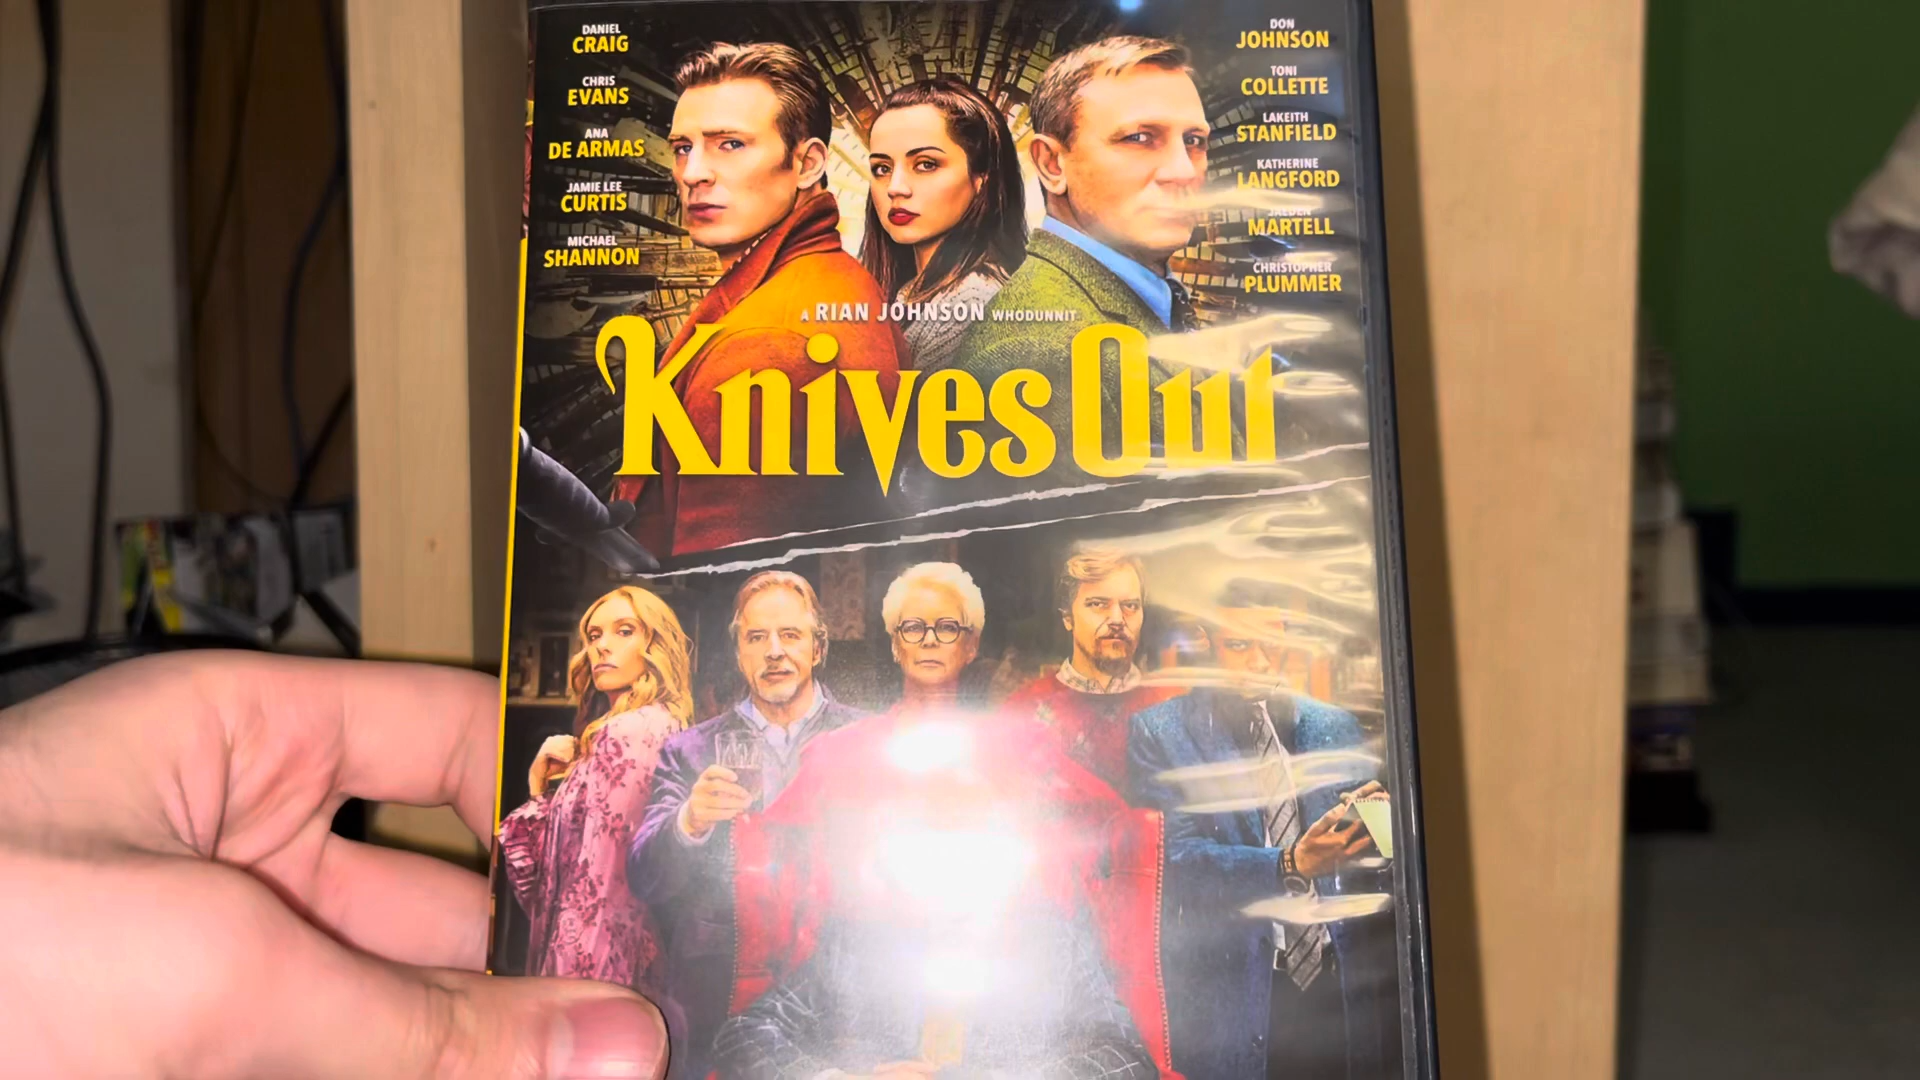 DANIEL
CRAIG
CHRIS
EVANS
ANA
DE ARMAS
JAMIE LEE
CURTIS
MICHAEL
SHANNON
DON
JOHNSON
TONI
COLLETTE
LAKEITH
STANFIELD
KATHERINE
LANGFORD
JAEDEN
MARTELL
CHRISTOPHER
PLUMMER
A RIAN JOHNSON WHODUNNIT
Knives Out